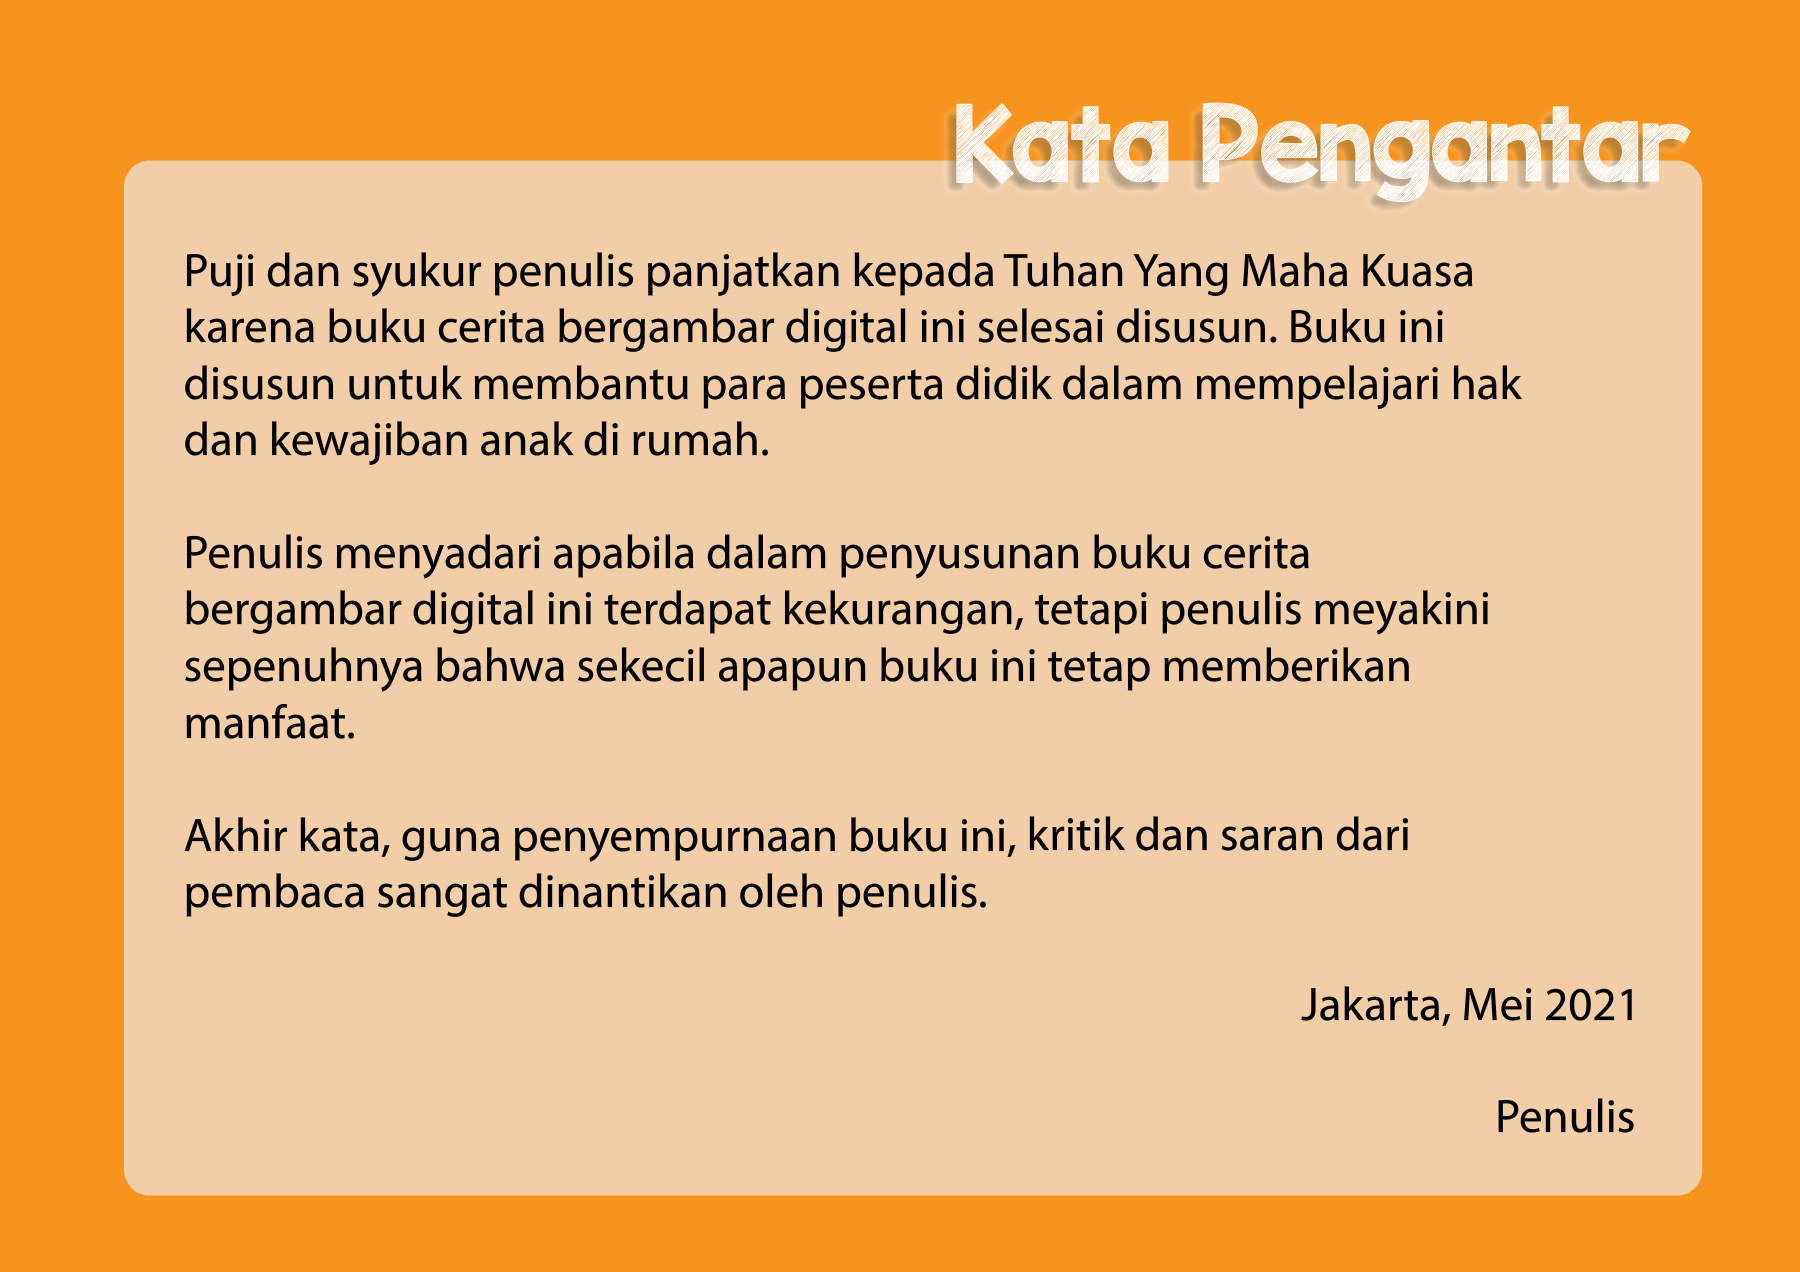 Kata Pengantar
Puji dan syukur penulis panjatkan kepada Tuhan Yang Maha Kuasa
karena buku cerita bergambar digital ini selesai disusun. Buku ini
disusun untuk membantu para peserta didik dalam mempelajari hak
dan kewajiban anak di rumah.
Penulis menyadari apabila dalam penyusunan buku cerita
bergambar digital ini terdapat kekurangan, tetapi penulis meyakini
sepenuhnya bahwa sekecil apapun buku ini tetap memberikan
manfaat.
Akhir kata, guna penyempurnaan buku ini, kritik dan saran dari
pembaca sangat dinantikan oleh penulis.
Jakarta, Mei 2021
Penulis